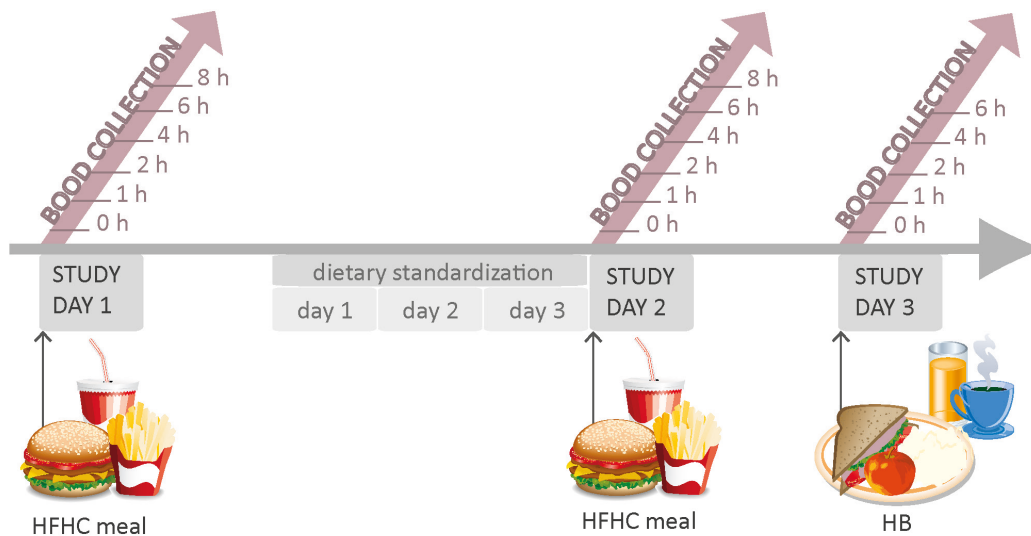 BOOD COLLECTION
8 h
6 h
4 h
2 h
1 h
0 h
BOOD COLLECTION
8 h
6 h
4 h
2 h
1 h
0 h
BOOD COLLECTION
6 h
4 h
2 h
1 h
0 h
STUDY
DAY 1
dietary standardization
day 1
day 2
day 3
STUDY
DAY 2
STUDY
DAY 3
HFHC meal
HFHC meal
HB